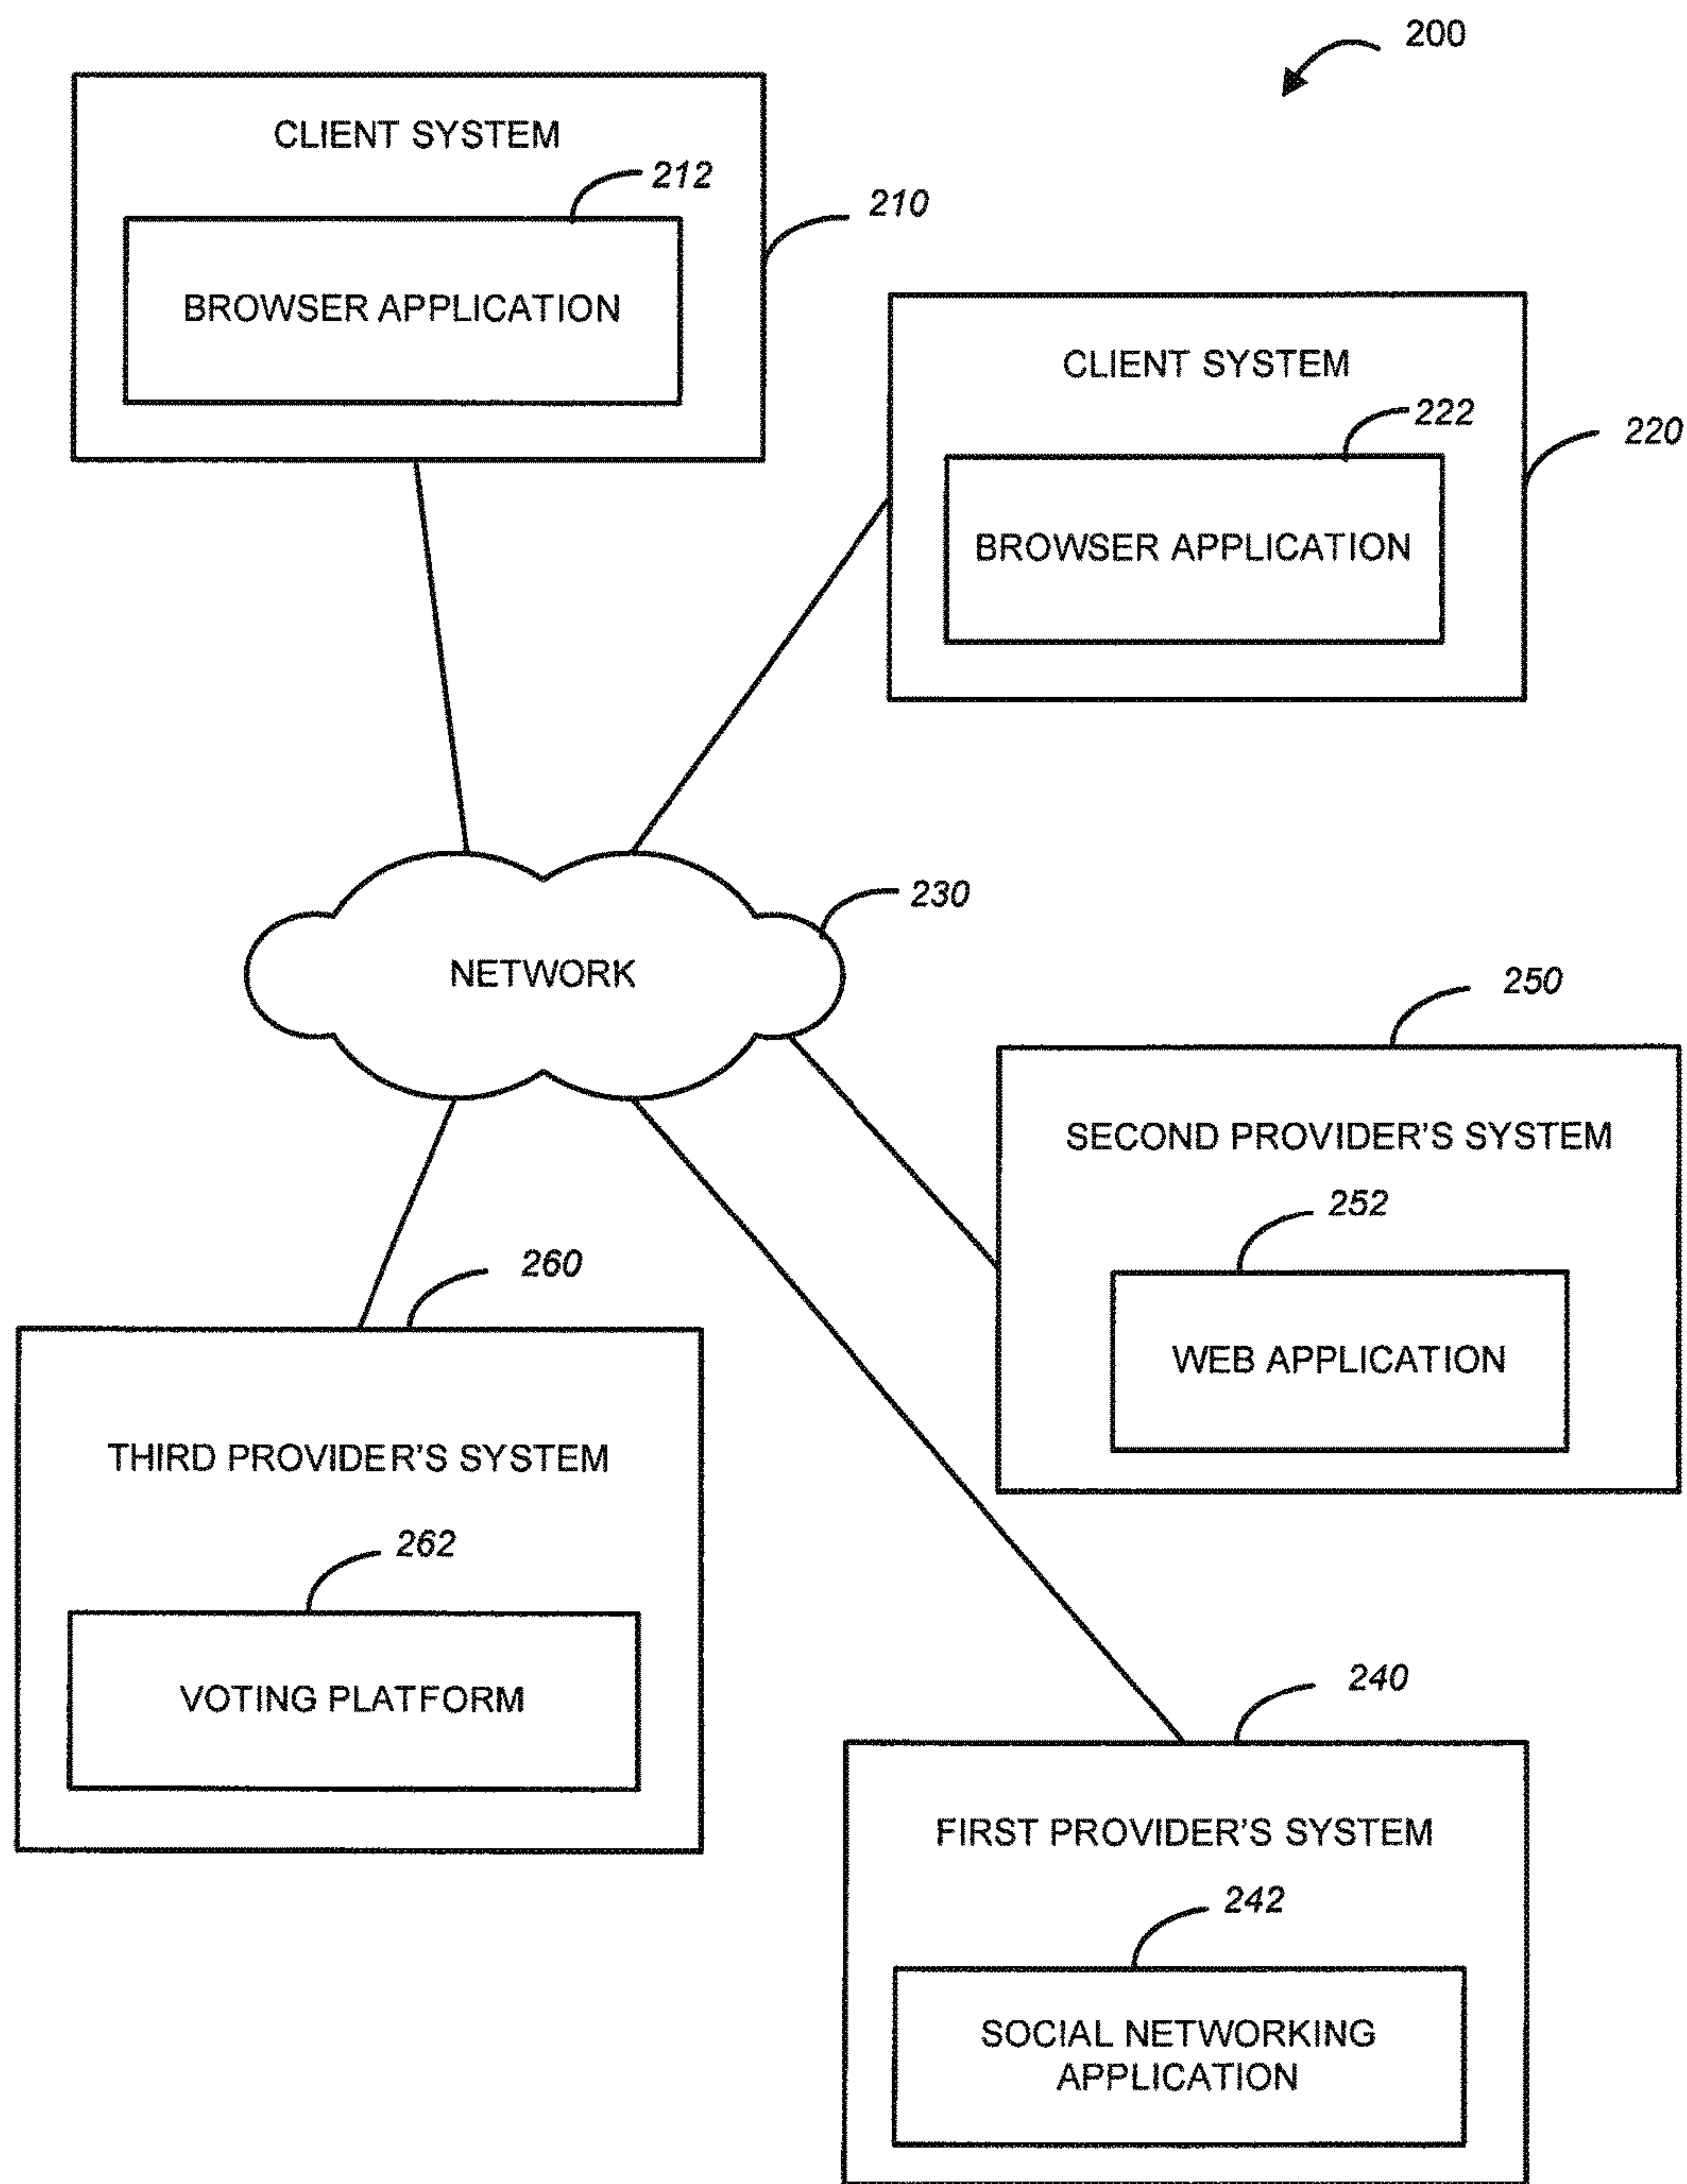 200
CLIENT SYSTEM
212
210
BROWSER APPLICATION
CLIENT SYSTEM
222
220
BROWSER APPLICATION
230
NETWORK
250
SECOND PROVIDER'S SYSTEM
252
WEB APPLICATION
260
THIRD PROVIDER'S SYSTEM
262
VOTING PLATFORM
240
FIRST PROVIDER'S SYSTEM
242
SOCIAL NETWORKING
APPLICATION